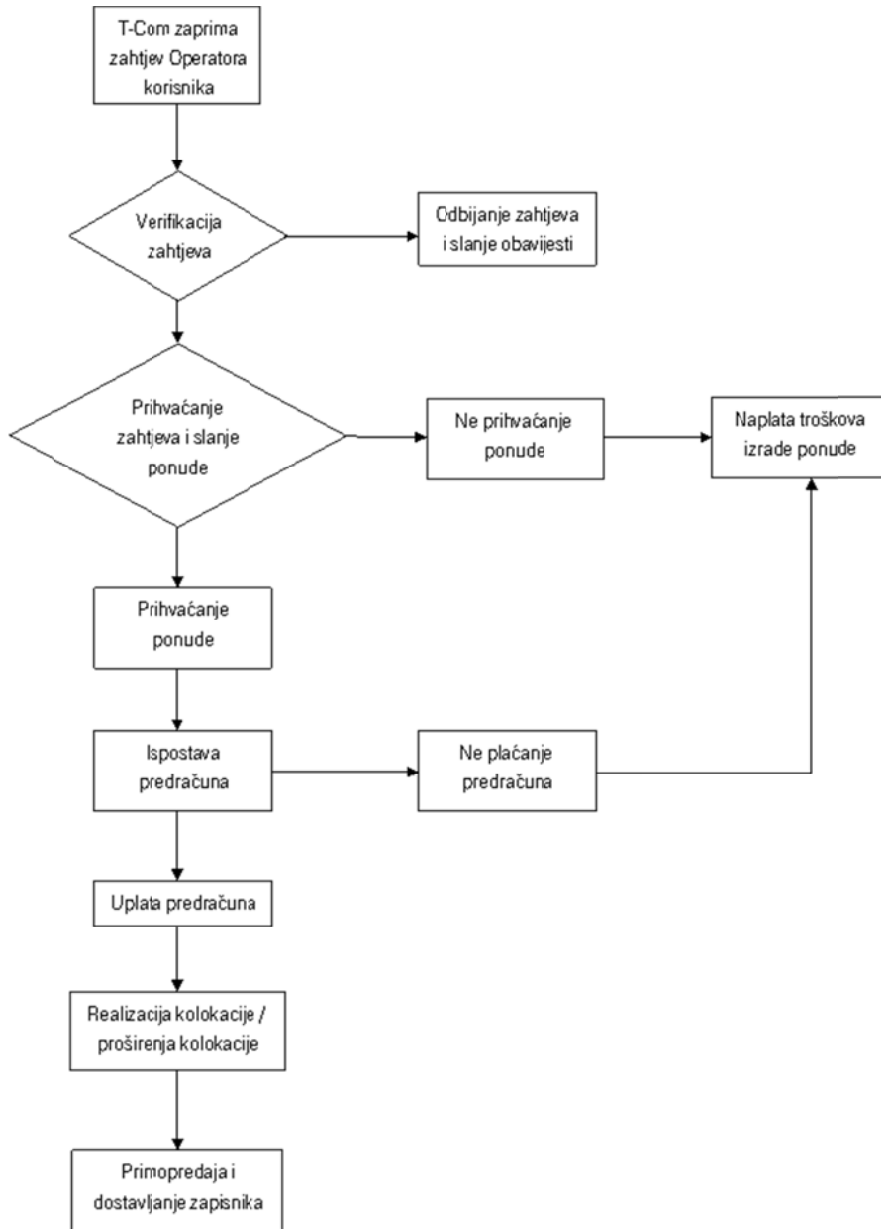 T-Com zaprima
zahtjev Operatora
korisnika
Verifikacija
zahtjeva
Odbijanje zahtjeva
i slanje obavijesti
Prihvaćanje
zahtjeva i slanje
ponude
Ne prihvaćanje
ponude
Naplata troškova
izrade ponude
Prihvaćanje
ponude
Ispostava
predračuna
Ne plaćanje
predračuna
Uplata predračuna
Realizacija kolokacije /
proširenja kolokacije
Primopredaja i
dostavljanje zapisnika